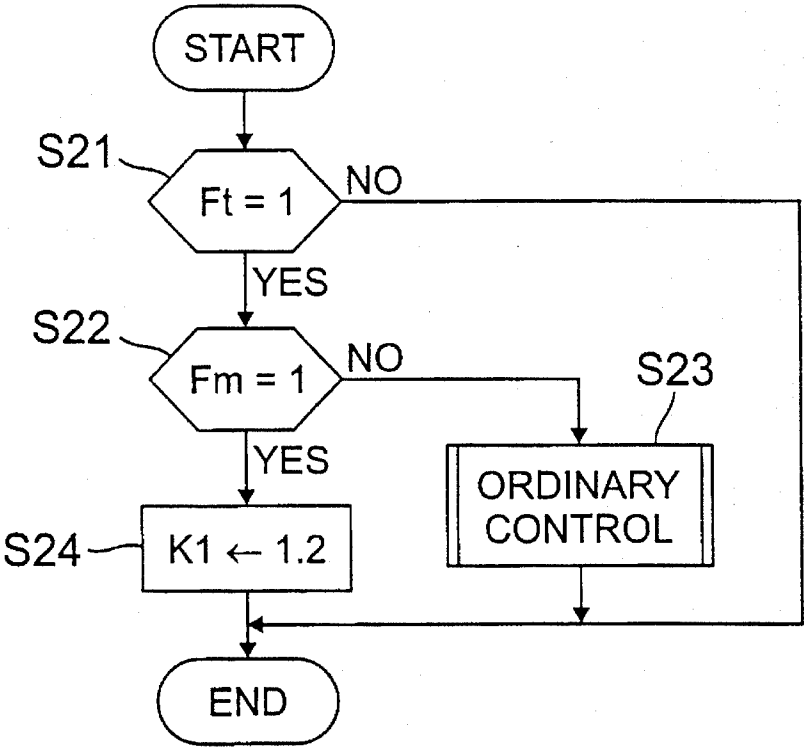 START
S21
Ft = 1
NO
YES
S22
Fm = 1
NO
S23
YES
ORDINARY
CONTROL
S24
K1 ← 1.2
END